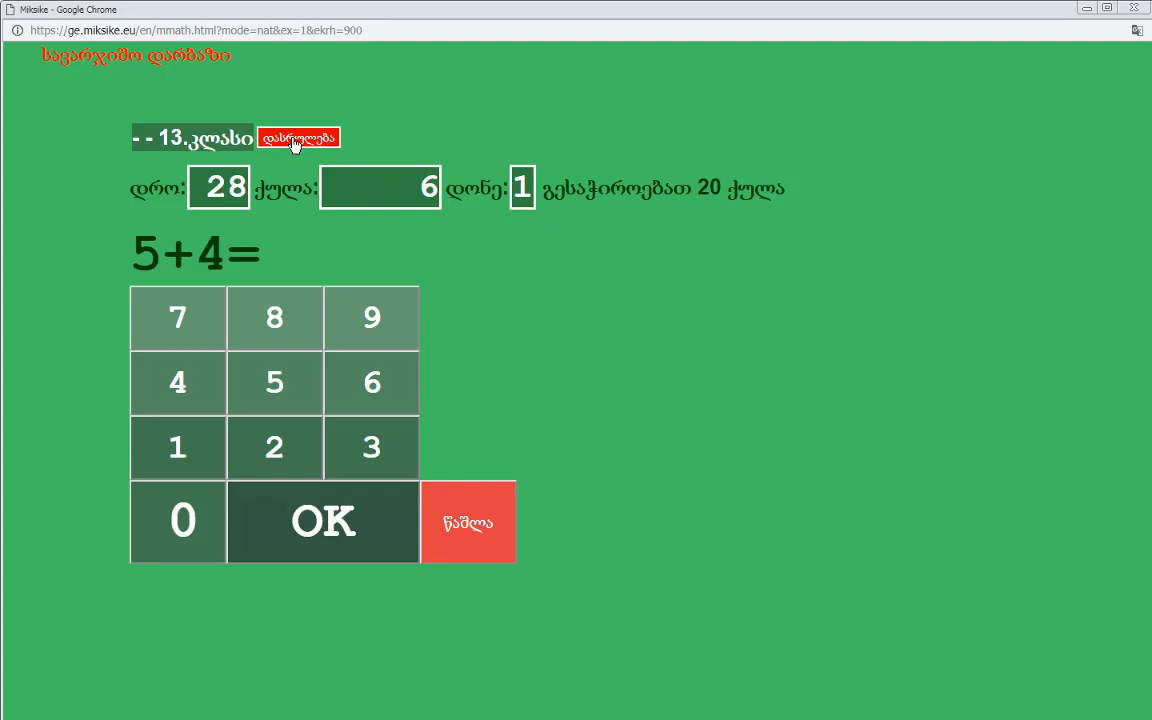 Miksike - Google Chrome
https://ge.miksike.eu/en/mmath.html?mode=nat&ex=1&ekrh=900
სავარჯიშო დარბაზი
- - 13.კლასი დასრულება
დრო: 28 ქულა: 6 დონე: 1 გესაჭიროებათ 20 ქულა
5+4=
7 8 9
4 5 6
1 2 3
0 OK წაშლა